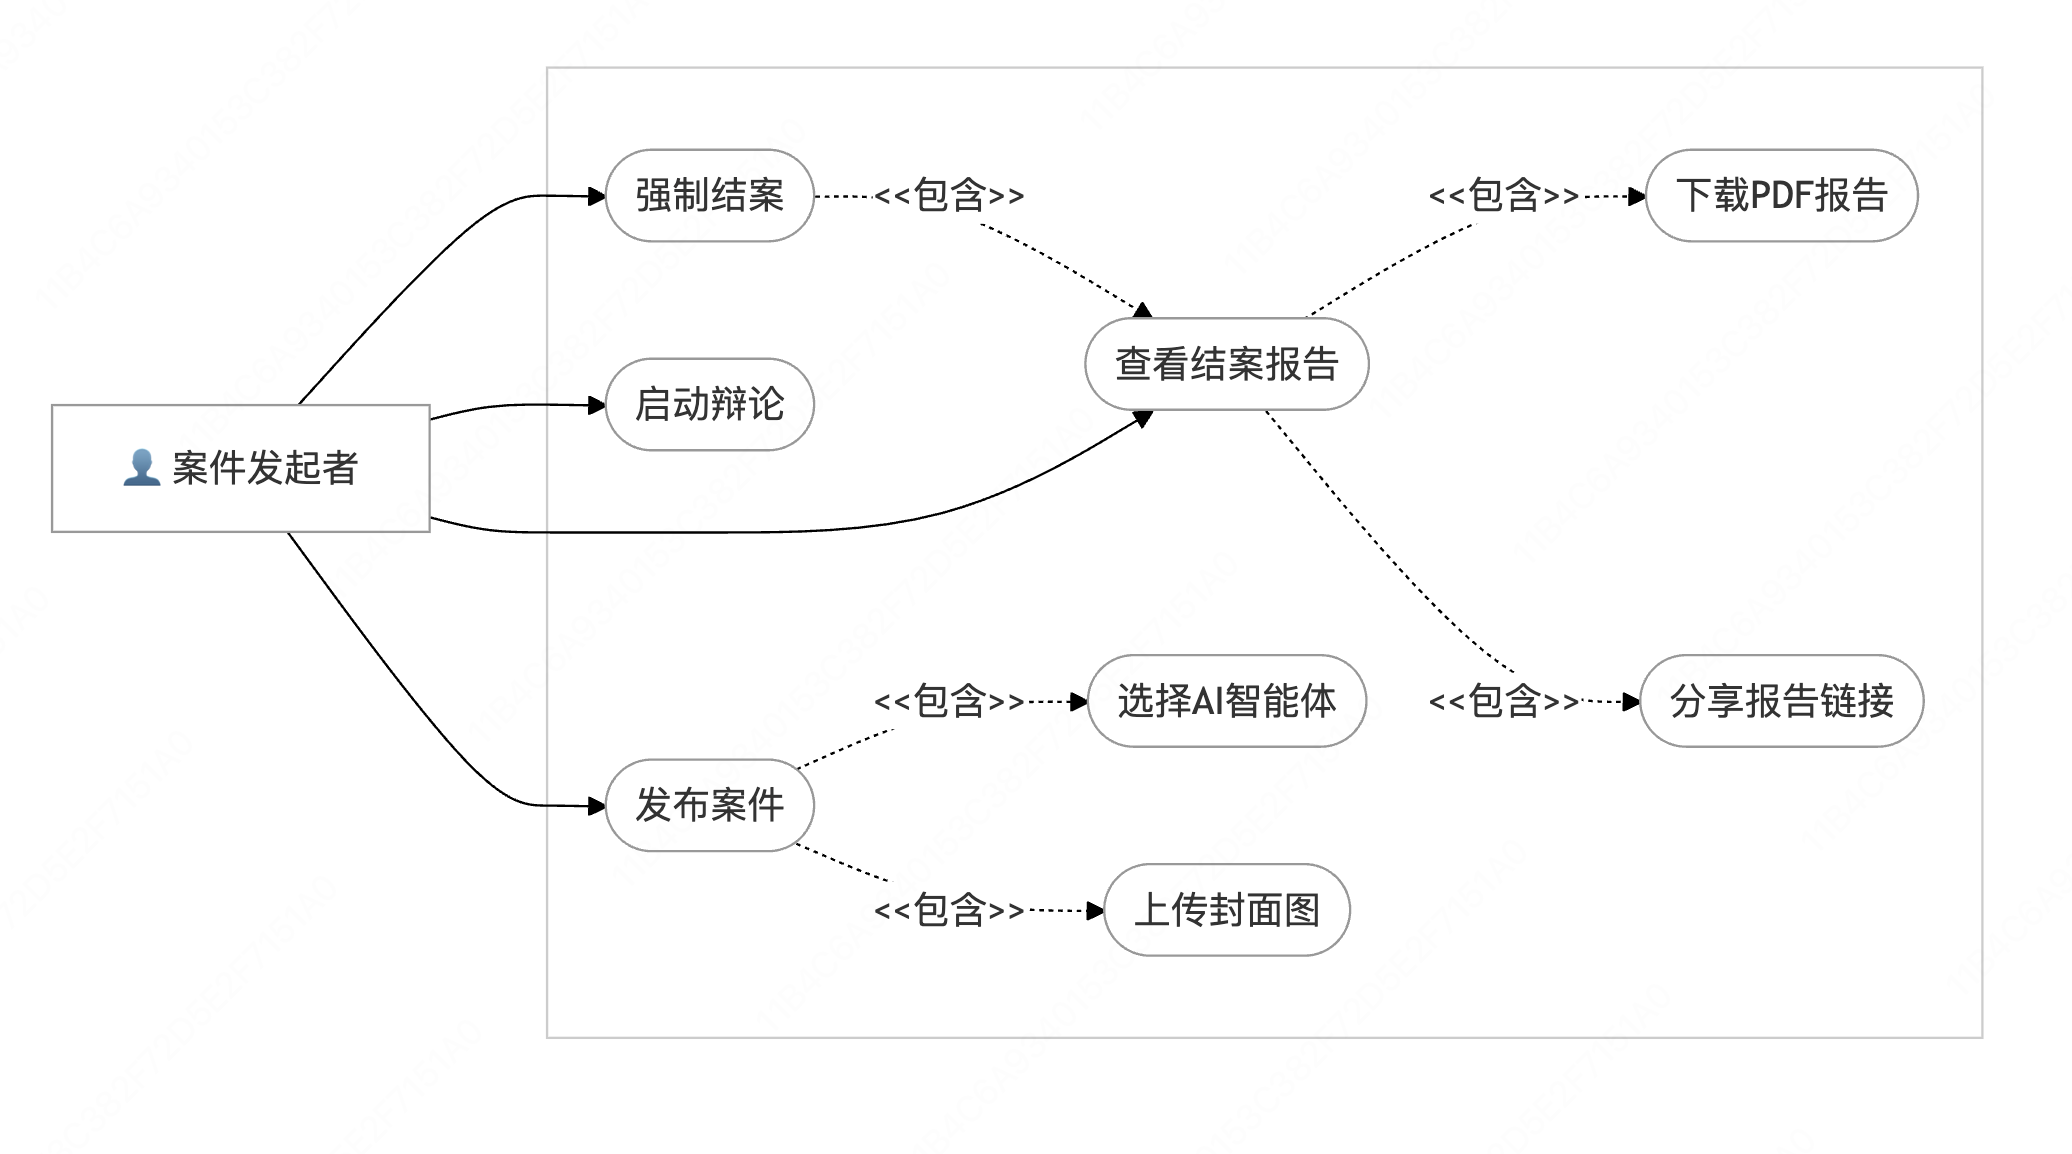 强制结案
<<包含>>
<<包含>>
下载PDF报告
查看结案报告
启动辩论
案件发起者
<<包含>>
选择AI智能体
<<包含>>
分享报告链接
发布案件
<<包含>>
上传封面图